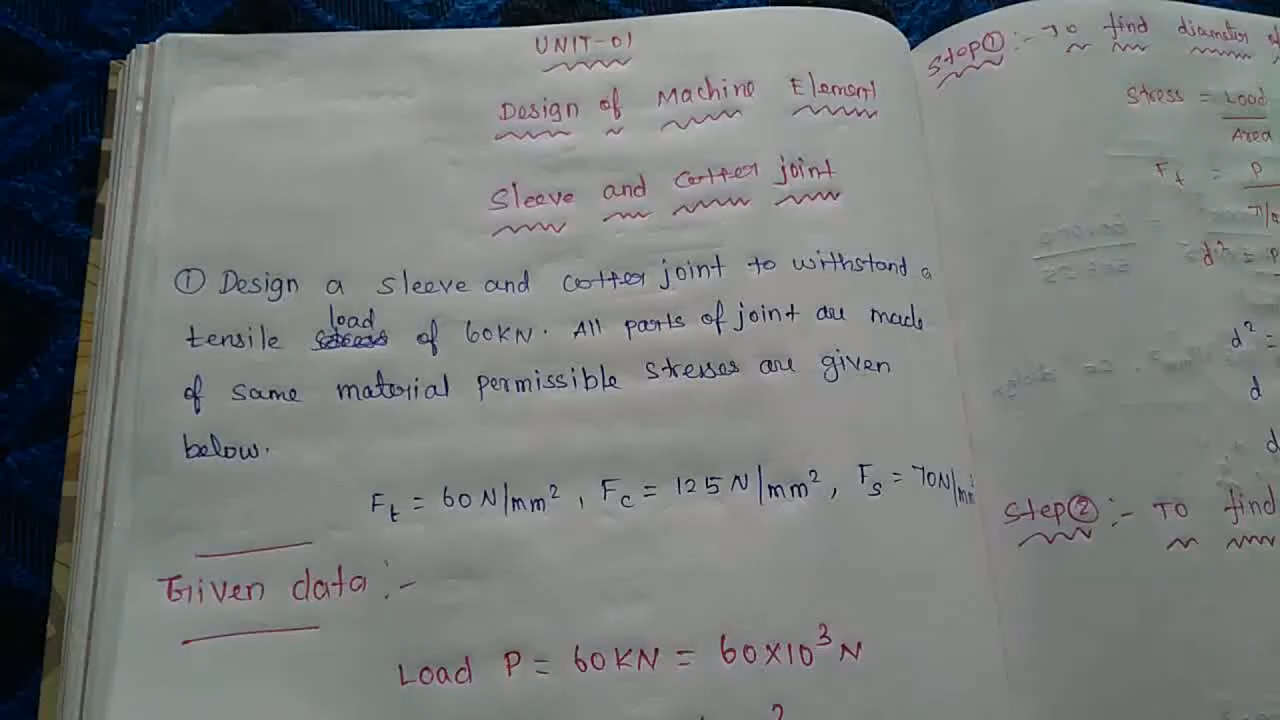 UNIT-01
Design of Machine Element
Sleeve and cotter joint
① Design a sleeve and cotter joint to withstand a
tensile load of 60KN. All parts of joint are made
of same material permissible stresses are given
below.
Ft = 60 N/mm², Fc = 125 N/mm², Fs = 70N/mm²
Given data :-
Load P = 60KN = 60×10³ N
Step① :- To find diameter of
Stress = Load
Area
Ft = P
d² = P
d² =
d
d
Step② :- To find